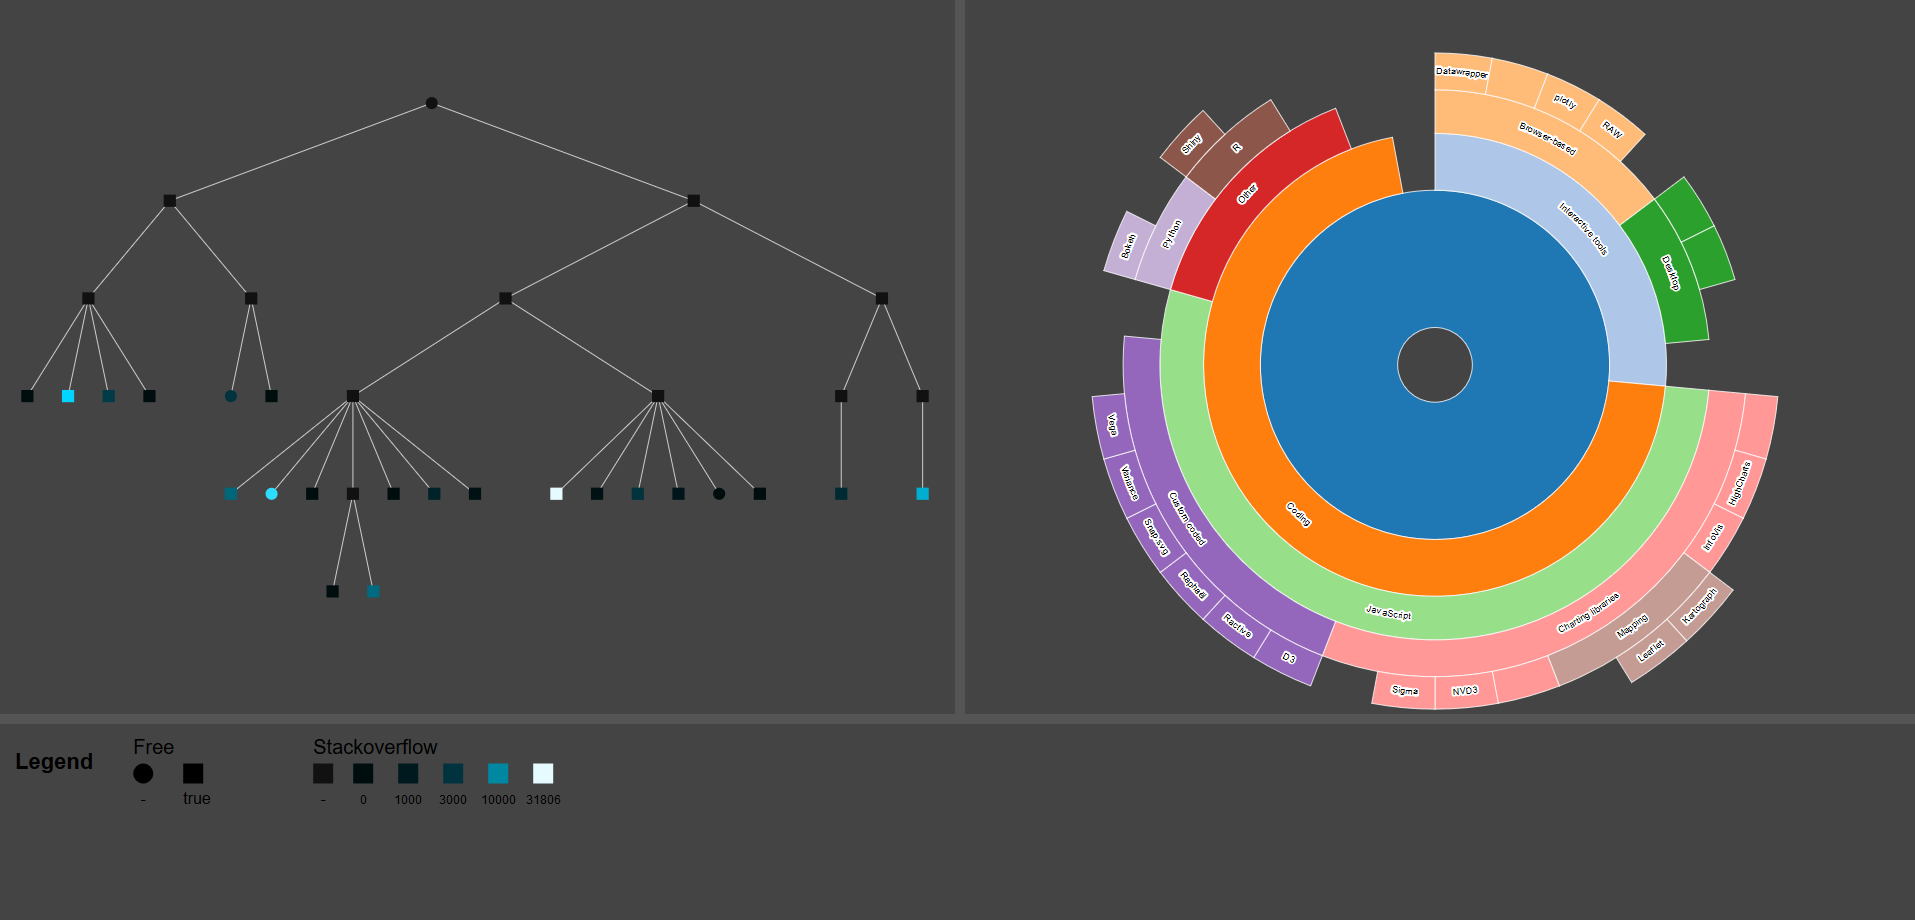 Datawrapper
plotly
RAW
Browser-based
Interactive tools
Desktop
Shiny
R
Other
Python
Bokeh
Coding
JavaScript
Custom coded
Vega
Variance
Snap.svg
Raphaël
Ractive
D3
Charting libraries
HighCharts
InfoVis
Mapping
Kartograph
Leaflet
Sigma
NVD3
Legend
Free
- true
Stackoverflow
- 0 1000 3000 10000 31806